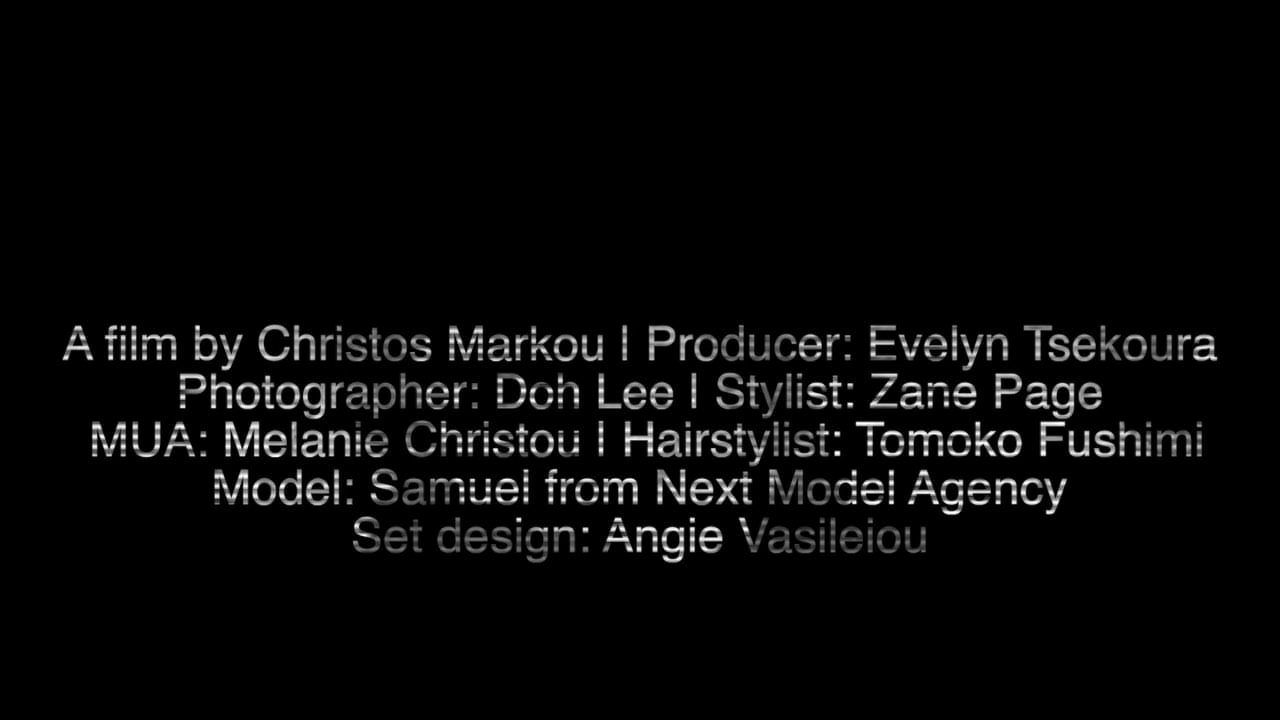 A film by Christos Markou | Producer: Evelyn Tsekoura
Photographer: Doh Lee | Stylist: Zane Page
MUA: Melanie Christou | Hairstylist: Tomoko Fushimi
Model: Samuel from Next Model Agency
Set design: Angie Vasileiou